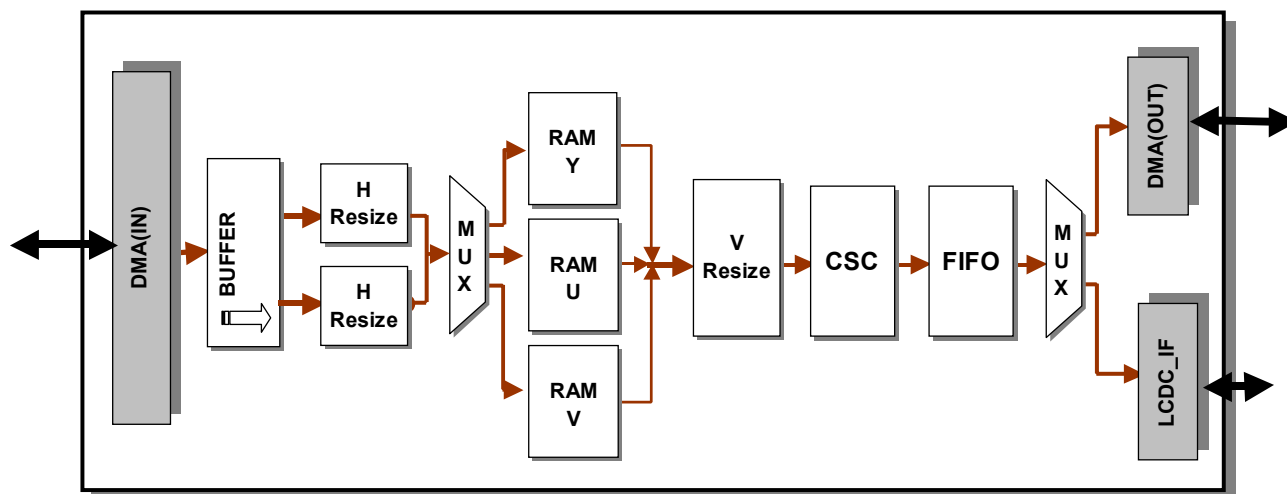 DMA(IN)
BUFFER
H
Resize
H
Resize
M
U
X
RAM
Y
RAM
U
RAM
V
V
Resize
CSC
FIFO
M
U
X
DMA(OUT)
LCDC_IF